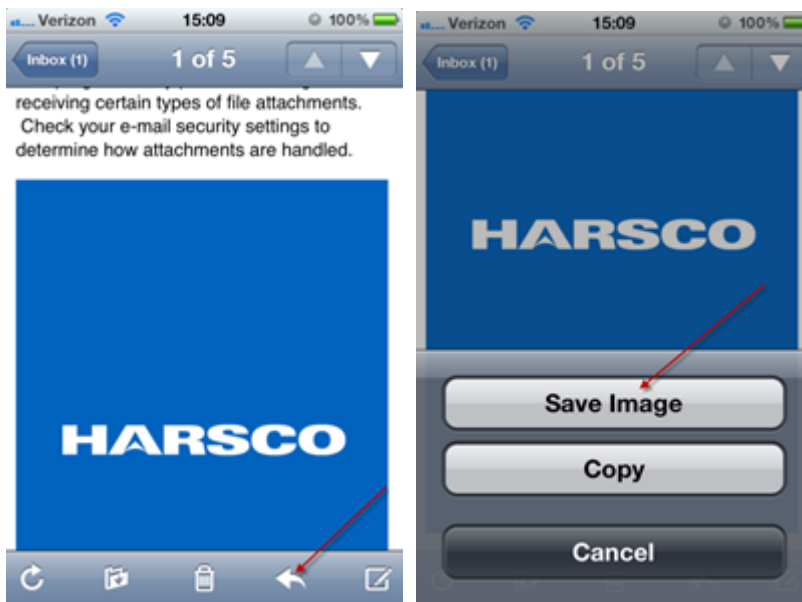 Verizon 15:09 100%
Inbox (1) 1 of 5
receiving certain types of file attachments.
Check your e-mail security settings to
determine how attachments are handled.
HARSCO
Verizon 15:09 100%
Inbox (1) 1 of 5
HARSCO
Save Image
Copy
Cancel